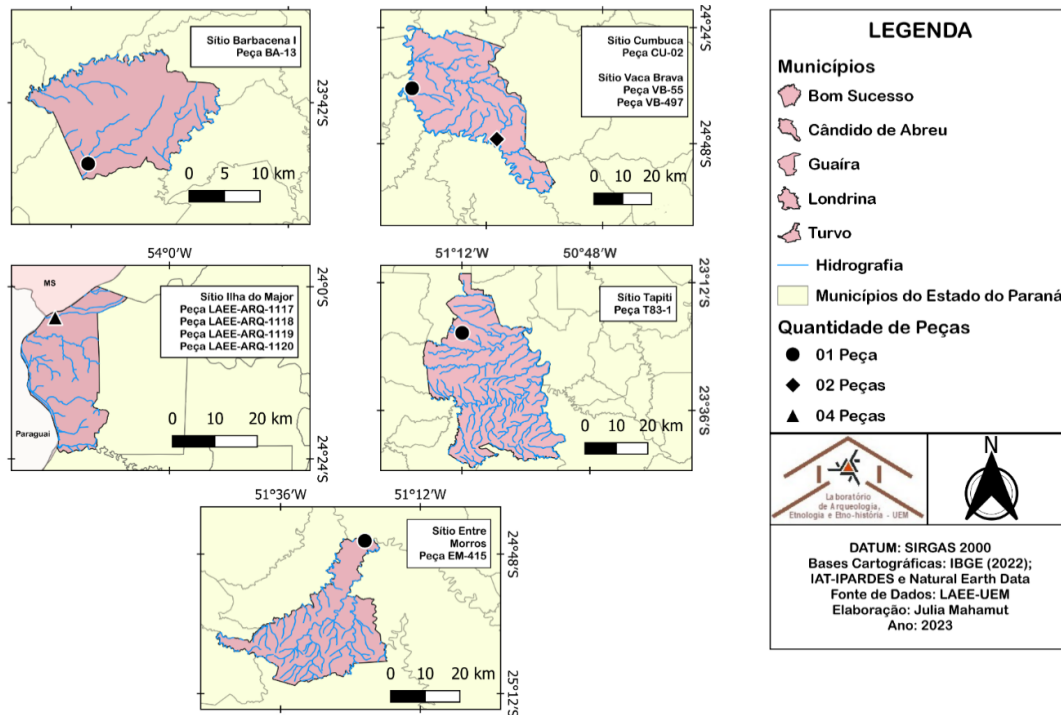 Sítio Barbacena I
Peça BA-13
23°42'S
0 5 10 km
Sítio Cumbuca
Peça CU-02
Sítio Vaca Brava
Peça VB-55
Peça VB-497
24°24'S
24°48'S
0 10 20 km
54°0'W
MS
Sítio Ilha do Major
Peça LAEE-ARQ-1117
Peça LAEE-ARQ-1118
Peça LAEE-ARQ-1119
Peça LAEE-ARQ-1120
24°0'S
0 10 20 km
Paraguai
24°24'S
51°12'W 50°48'W
Sítio Tapiti
Peça T83-1
23°12'S
23°36'S
0 10 20 km
51°36'W 51°12'W
Sítio Entre
Morros
Peça EM-415
24°48'S
0 10 20 km
25°12'S
LEGENDA
Municípios
Bom Sucesso
Cândido de Abreu
Guaíra
Londrina
Turvo
Hidrografia
Municípios do Estado do Paraná
Quantidade de Peças
01 Peça
02 Peças
04 Peças
Laboratório
de Arqueologia,
Etnologia e Etno-história - UEM
N
DATUM: SIRGAS 2000
Bases Cartográficas: IBGE (2022);
IAT-IPARDES e Natural Earth Data
Fonte de Dados: LAEE-UEM
Elaboração: Julia Mahamut
Ano: 2023